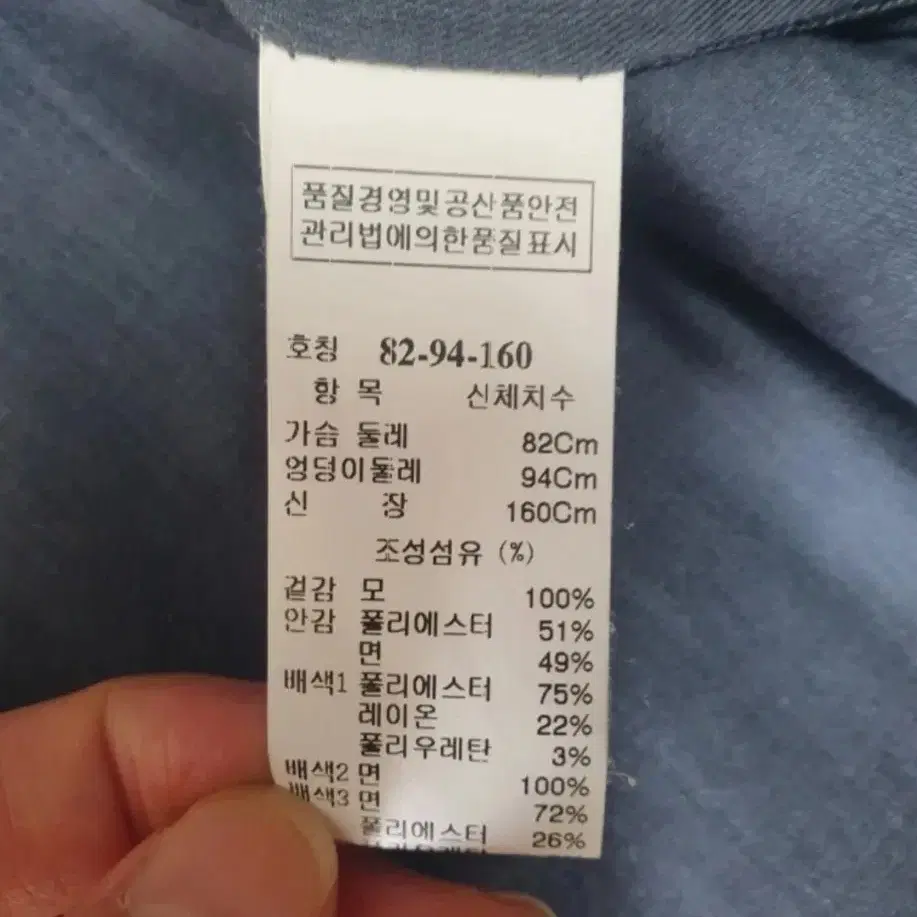 품질경영및공산품안전
관리법에의한품질표시
호칭 82-94-160
항 목 신체치수
가슴 둘레 82Cm
엉덩이둘레 94Cm
신 장 160Cm
조성섬유 (%)
겉감 모 100%
안감 폴리에스터 51%
면 49%
배색1 폴리에스터 75%
레이온 22%
폴리우레탄 3%
배색2 면 100%
배색3 면 72%
폴리에스터 26%